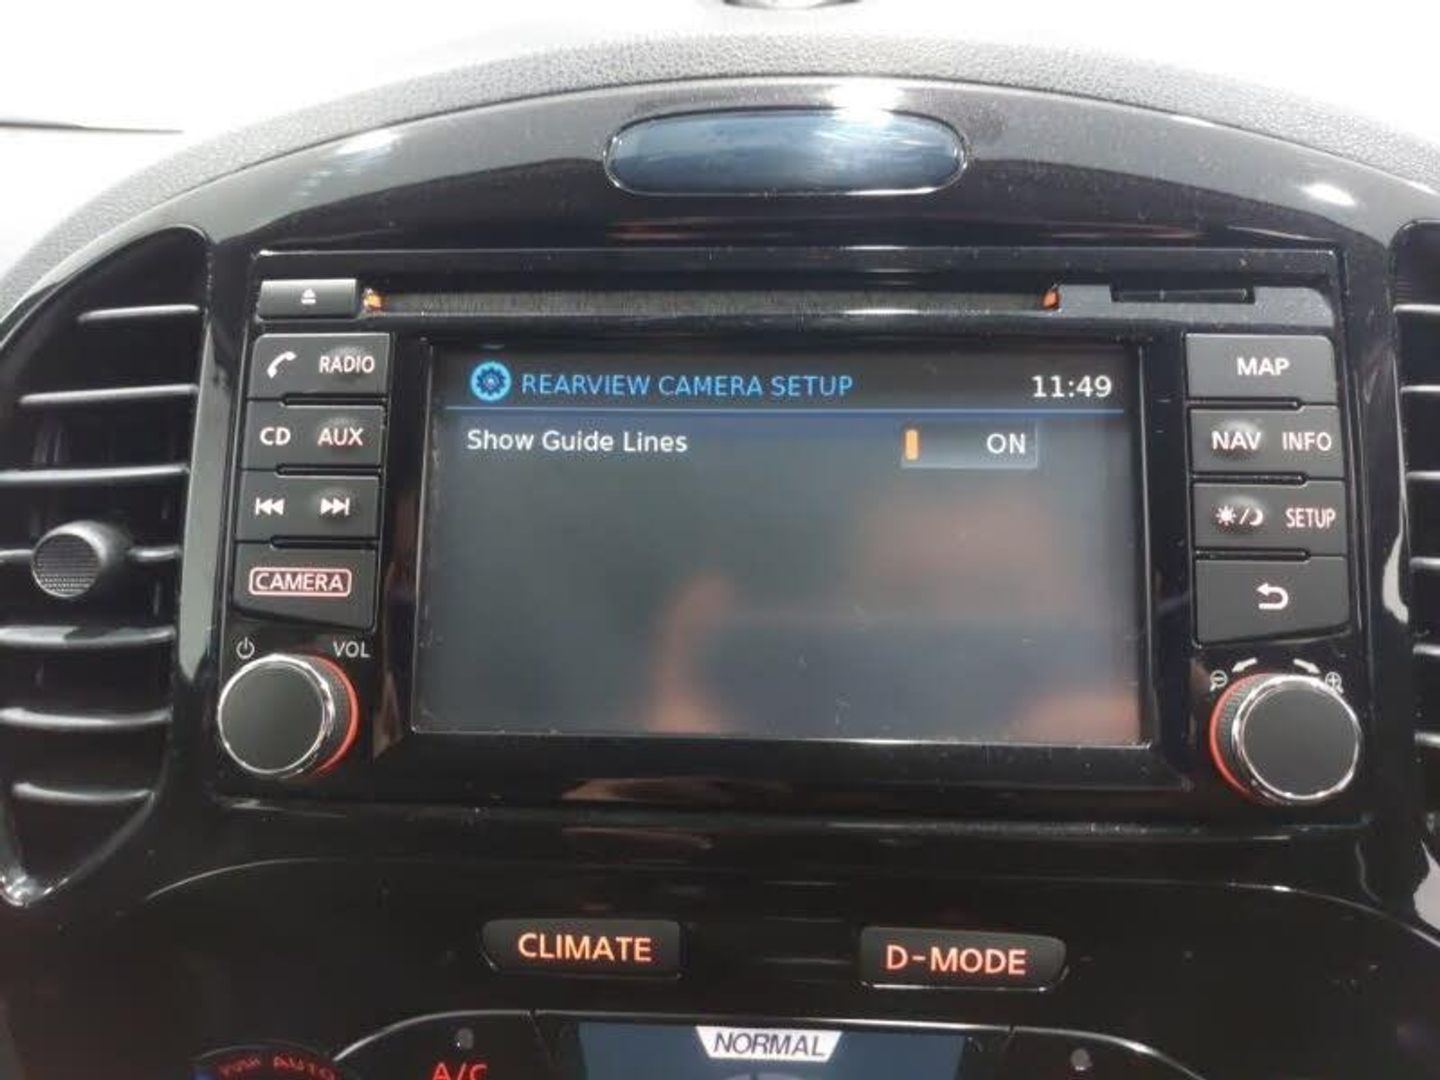 RADIO
CD AUX
CAMERA
VOL
REARVIEW CAMERA SETUP 11:49
Show Guide Lines ON
MAP
NAV INFO
SETUP
CLIMATE D-MODE
NORMAL
AUTO
A/C